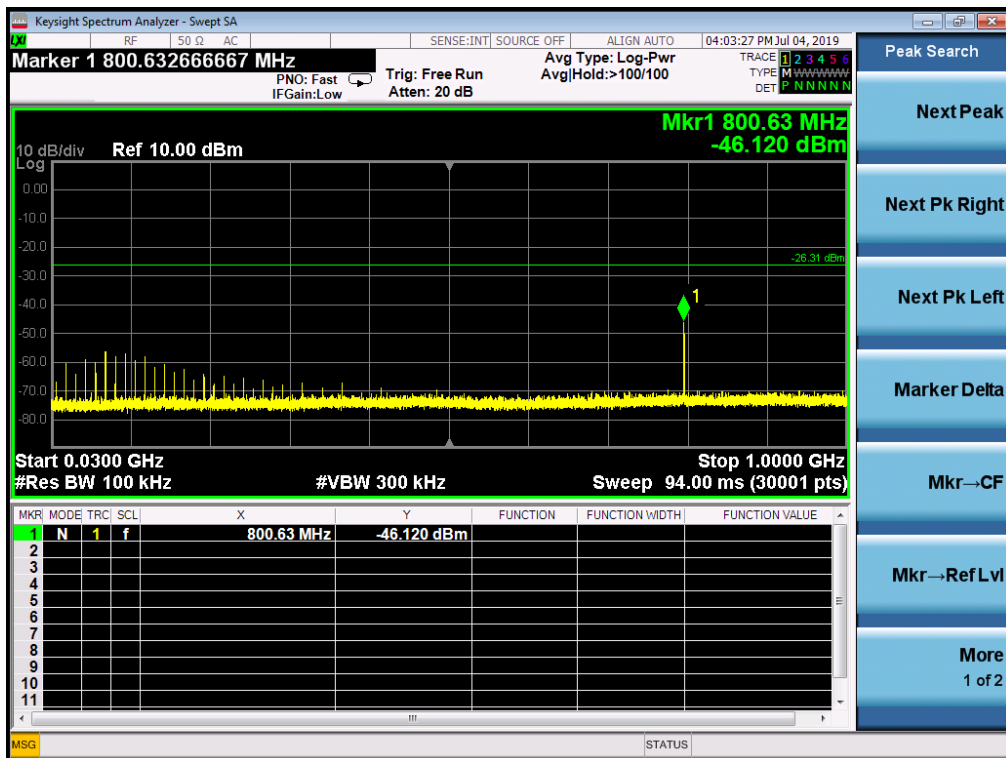 Keysight Spectrum Analyzer - Swept SA
LXI RF 50 Ω AC SENSE:INT SOURCE OFF ALIGN AUTO 04:03:27 PM Jul 04, 2019
Marker 1 800.632666667 MHz
PNO: Fast
IFGain:Low
Trig: Free Run
Atten: 20 dB
Avg Type: Log-Pwr
Avg|Hold:>100/100
TRACE 1 2 3 4 5 6
TYPE M WWWWW
DET P N N N N N
Mkr1 800.63 MHz
-46.120 dBm
10 dB/div Ref 10.00 dBm
Log
0.00
-10.0
-20.0
-26.31 dBm
-30.0
1
-40.0
-50.0
-60.0
-70.0
-80.0
Start 0.0300 GHz Stop 1.0000 GHz
#Res BW 100 kHz #VBW 300 kHz Sweep 94.00 ms (30001 pts)
MKR MODE TRC SCL X Y FUNCTION FUNCTION WIDTH FUNCTION VALUE
1 N 1 f 800.63 MHz -46.120 dBm
2
3
4
5
6
7
8
9
10
11
MSG STATUS
Peak Search
Next Peak
Next Pk Right
Next Pk Left
Marker Delta
Mkr→CF
Mkr→Ref Lvl
More
1 of 2